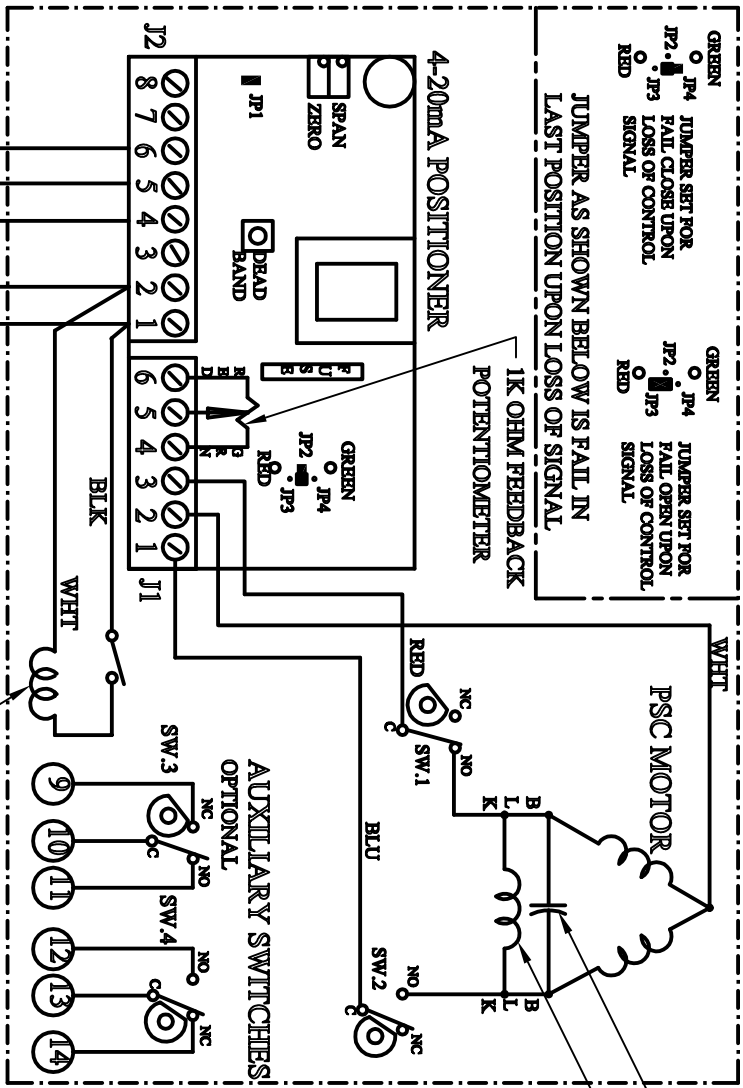 GREEN
JP2
JP4
JP3
RED
JUMPER SET FOR
FAIL CLOSE UPON
LOSS OF CONTROL
SIGNAL
GREEN
JP2
JP4
JP3
RED
JUMPER SET FOR
FAIL OPEN UPON
LOSS OF CONTROL
SIGNAL
JUMPER AS SHOWN BELOW IS FAIL IN
LAST POSITION UPON LOSS OF SIGNAL
4-20mA POSITIONER
1K OHM FEEDBACK
POTENTIOMETER
SPAN
ZERO
JP1
DEAD
BAND
FUSE
GREEN
JP2
JP4
JP3
RED
J2
8 7 6 5 4 3 2 1
RED
GRN
6 5 4 3 2 1
J1
BLK
WHT
WHT
PSC MOTOR
RED
NC
C
NO
SW.1
BLK
BLK
BLU
SW.2
NO
C
NC
AUXILIARY SWITCHES
OPTIONAL
SW.3
NC
C
NO
SW.4
NO
C
NC
9 10 11 12 13 14